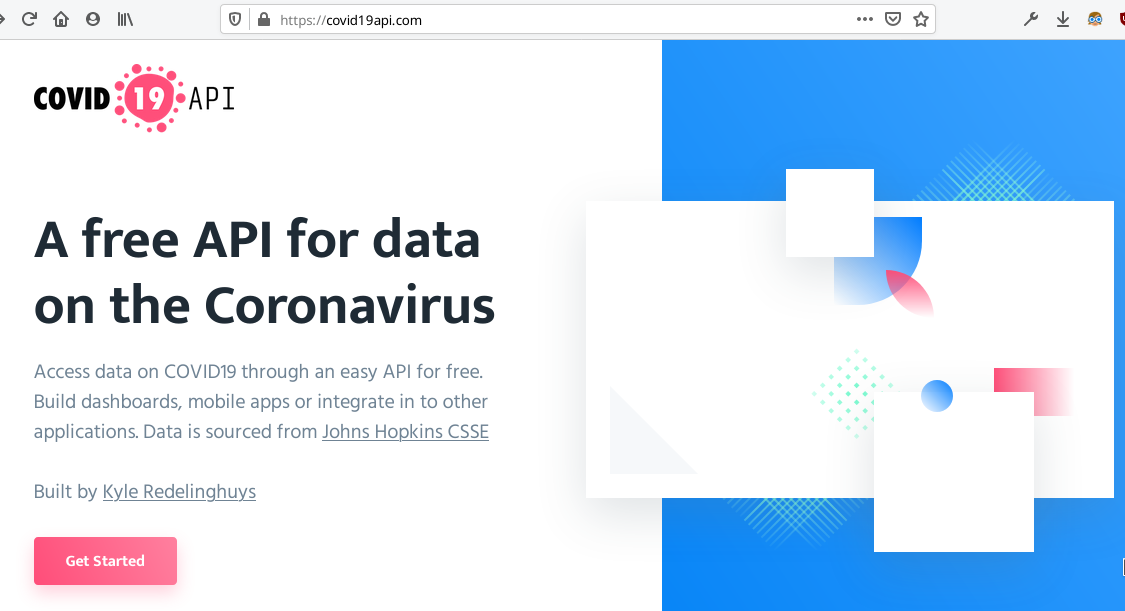 https://covid19api.com
COVID 19 API
A free API for data
on the Coronavirus
Access data on COVID19 through an easy API for free.
Build dashboards, mobile apps or integrate in to other
applications. Data is sourced from Johns Hopkins CSSE
Built by Kyle Redelinghuys
Get Started